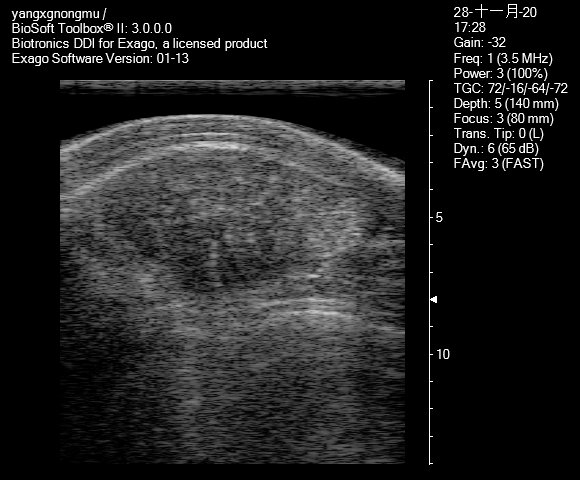 yangxgnongmu /
BioSoft Toolbox® II: 3.0.0.0
Biotronics DDI for Exago, a licensed product
Exago Software Version: 01-13
28-十一月-20
17:28
Gain: -32
Freq: 1 (3.5 MHz)
Power: 3 (100%)
TGC: 72/-16/-64/-72
Depth: 5 (140 mm)
Focus: 3 (80 mm)
Trans. Tip: 0 (L)
Dyn.: 6 (65 dB)
FAvg: 3 (FAST)
5
10